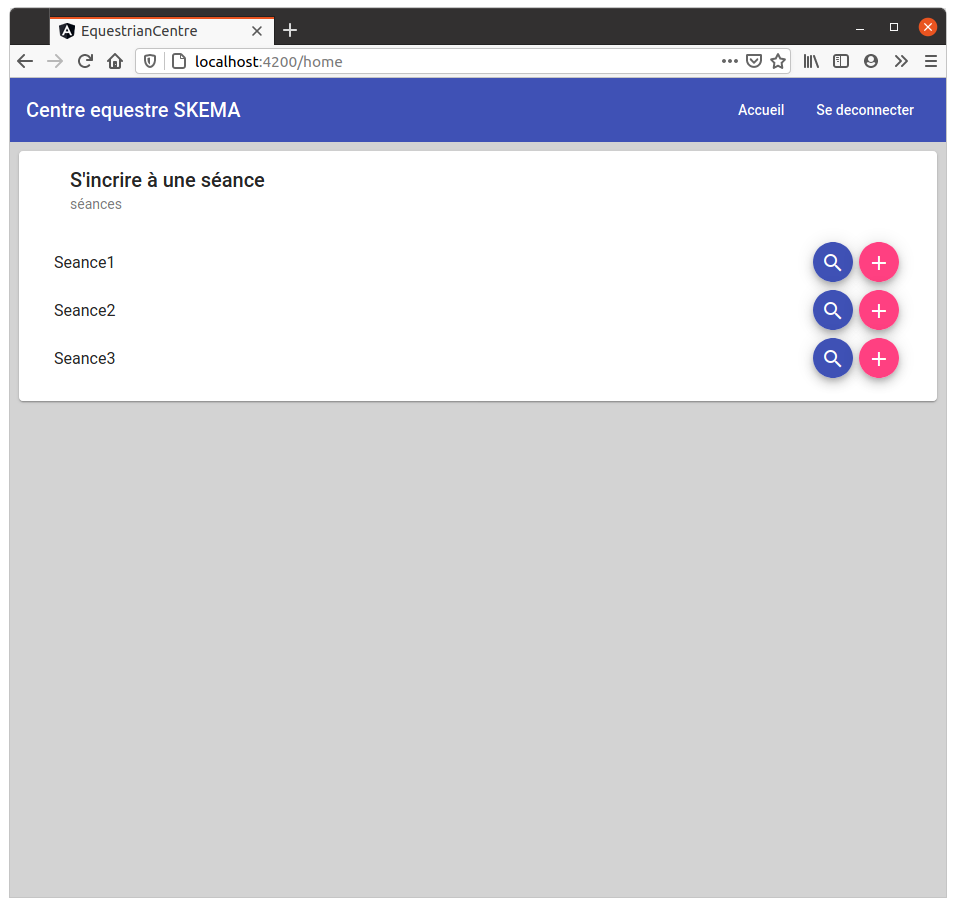 EquestrianCentre
localhost:4200/home
Centre equestre SKEMA Accueil Se deconnecter
S'incrire à une séance
séances
Seance1
Seance2
Seance3